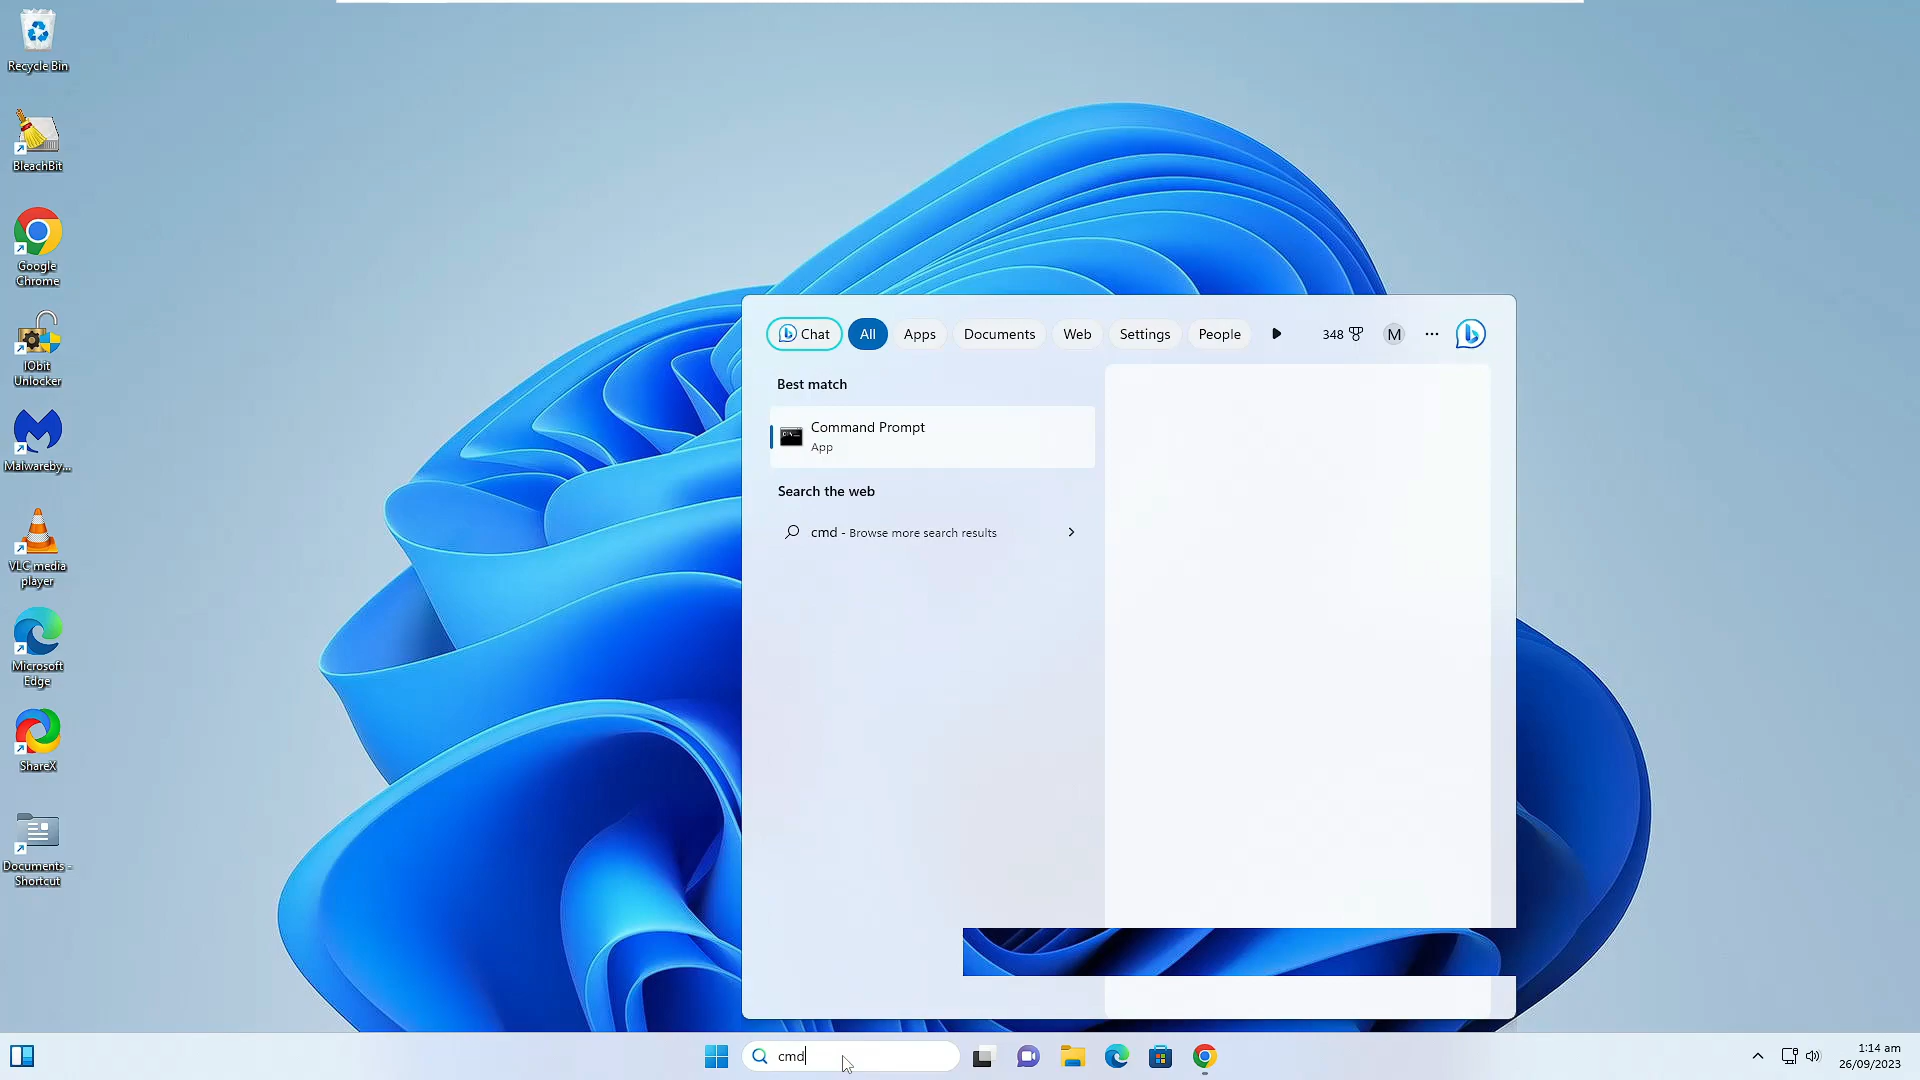 Recycle Bin
BleachBit
Google
Chrome
IObit
Unlocker
Malwareby...
VLC media
player
Microsoft
Edge
ShareX
Documents -
Shortcut
Chat
All
Apps
Documents
Web
Settings
People
348
M
Best match
Command Prompt
App
Search the web
cmd - Browse more search results
cmd
1:14 am
26/09/2023